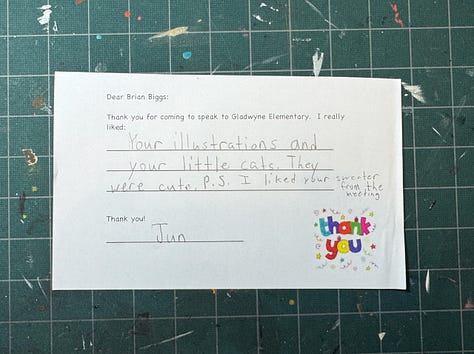 Dear Brian Biggs:
Thank you for coming to speak to Gladwyne Elementary. I really
liked:
Your illustrations and
your little cats. They
were cute. P.S. I liked your sweater
from the
meeting
Thank you!
Jun
thank
you